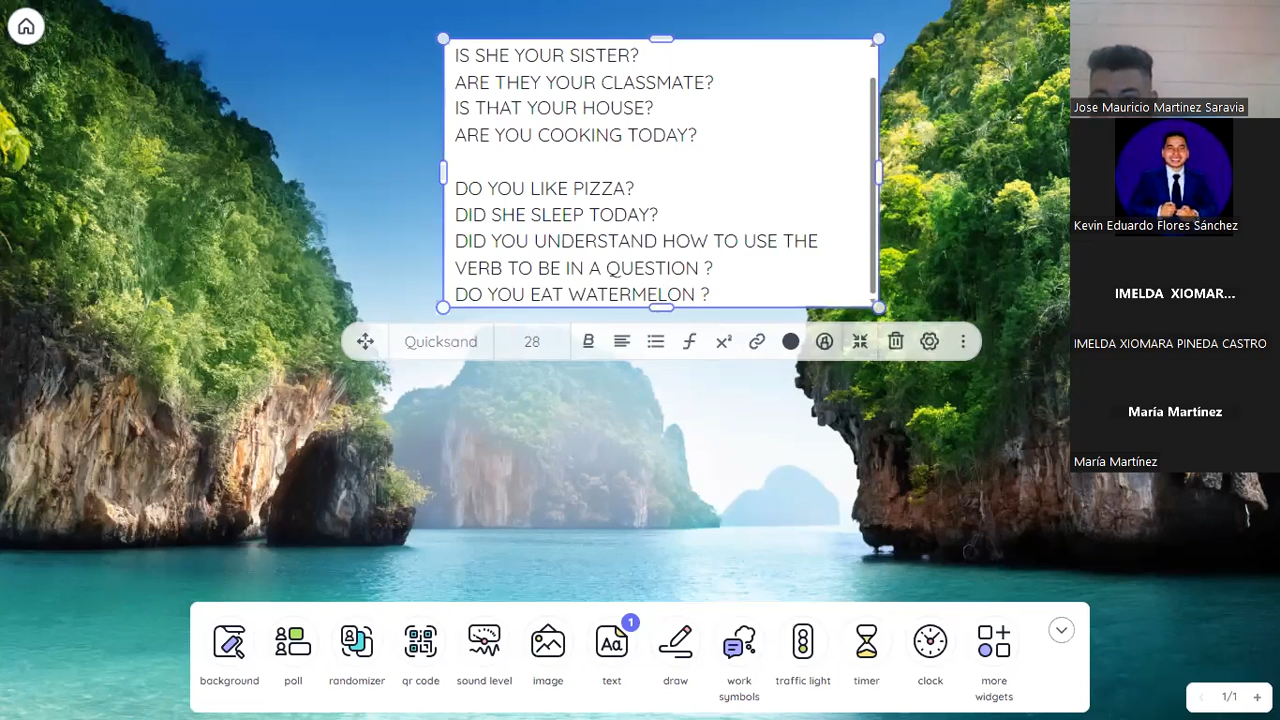 IS SHE YOUR SISTER?
ARE THEY YOUR CLASSMATE?
IS THAT YOUR HOUSE?
ARE YOU COOKING TODAY?
DO YOU LIKE PIZZA?
DID SHE SLEEP TODAY?
DID YOU UNDERSTAND HOW TO USE THE
VERB TO BE IN A QUESTION ?
DO YOU EAT WATERMELON ?
Quicksand 28
Jose Mauricio Martinez Saravia
Kevin Eduardo Flores Sánchez
IMELDA XIOMAR...
IMELDA XIOMARA PINEDA CASTRO
María Martínez
María Martínez
1
background poll randomizer qr code sound level image text draw work symbols traffic light timer clock more widgets
1/1